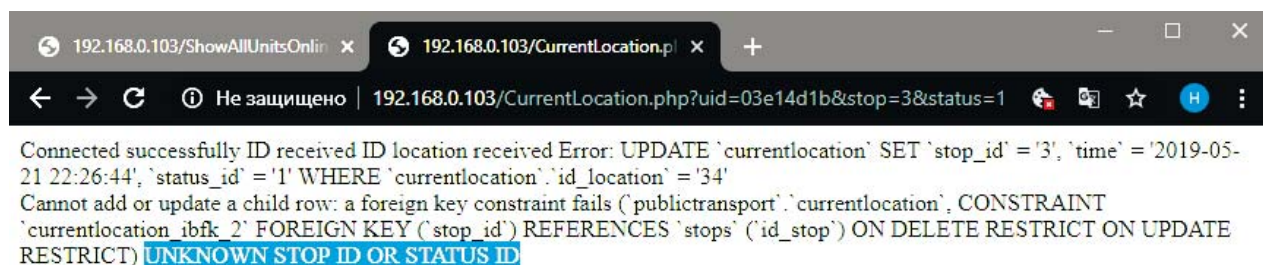 192.168.0.103/ShowAllUnitsOnlin
192.168.0.103/CurrentLocation.p
Не защищено | 192.168.0.103/CurrentLocation.php?uid=03e14d1b&stop=3&status=1
H
Connected successfully ID received ID location received Error: UPDATE `currentlocation` SET `stop_id` = '3', `time` = '2019-05-
21 22:26:44', `status_id` = '1' WHERE `currentlocation`.`id_location` = '34'
Cannot add or update a child row: a foreign key constraint fails (`publictransport`.`currentlocation`, CONSTRAINT
`currentlocation_ibfk_2` FOREIGN KEY (`stop_id`) REFERENCES `stops` (`id_stop`) ON DELETE RESTRICT ON UPDATE
RESTRICT) UNKNOWN STOP ID OR STATUS ID